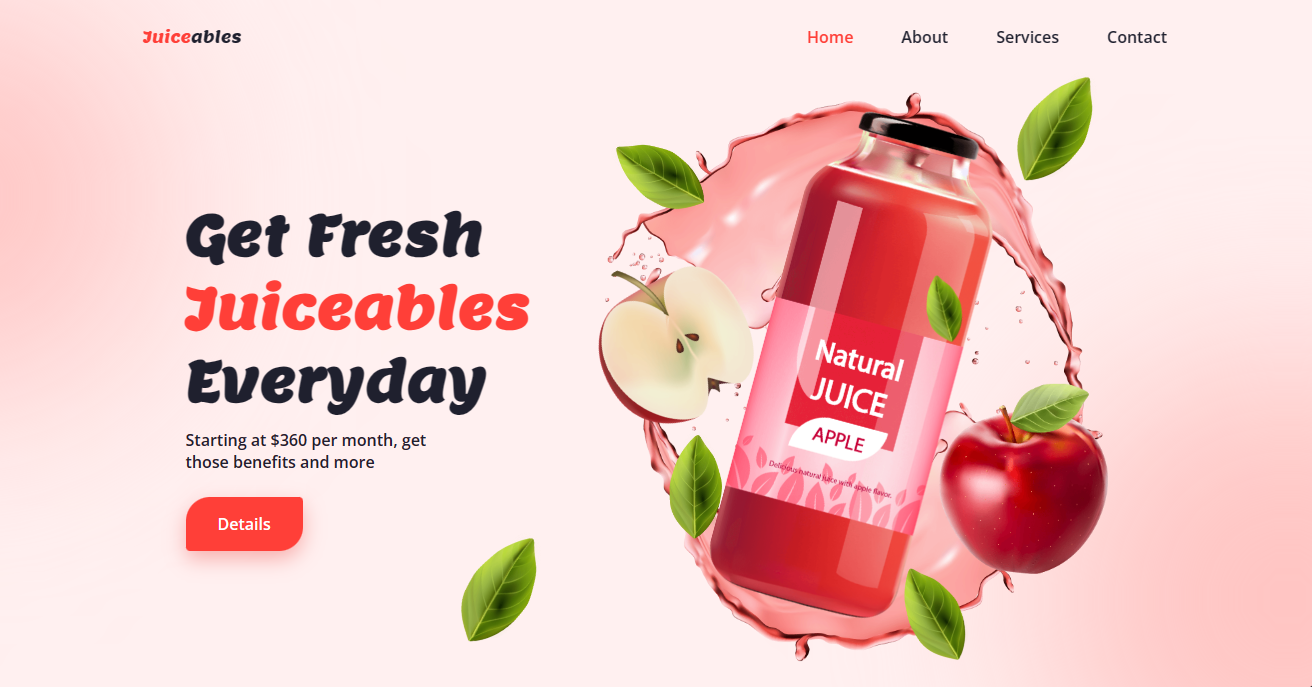 Juiceables
Home About Services Contact
Get Fresh
Juiceables
Everyday
Starting at $360 per month, get
those benefits and more
Details
Natural
JUICE
APPLE
Delicious natural juice with apple flavor.